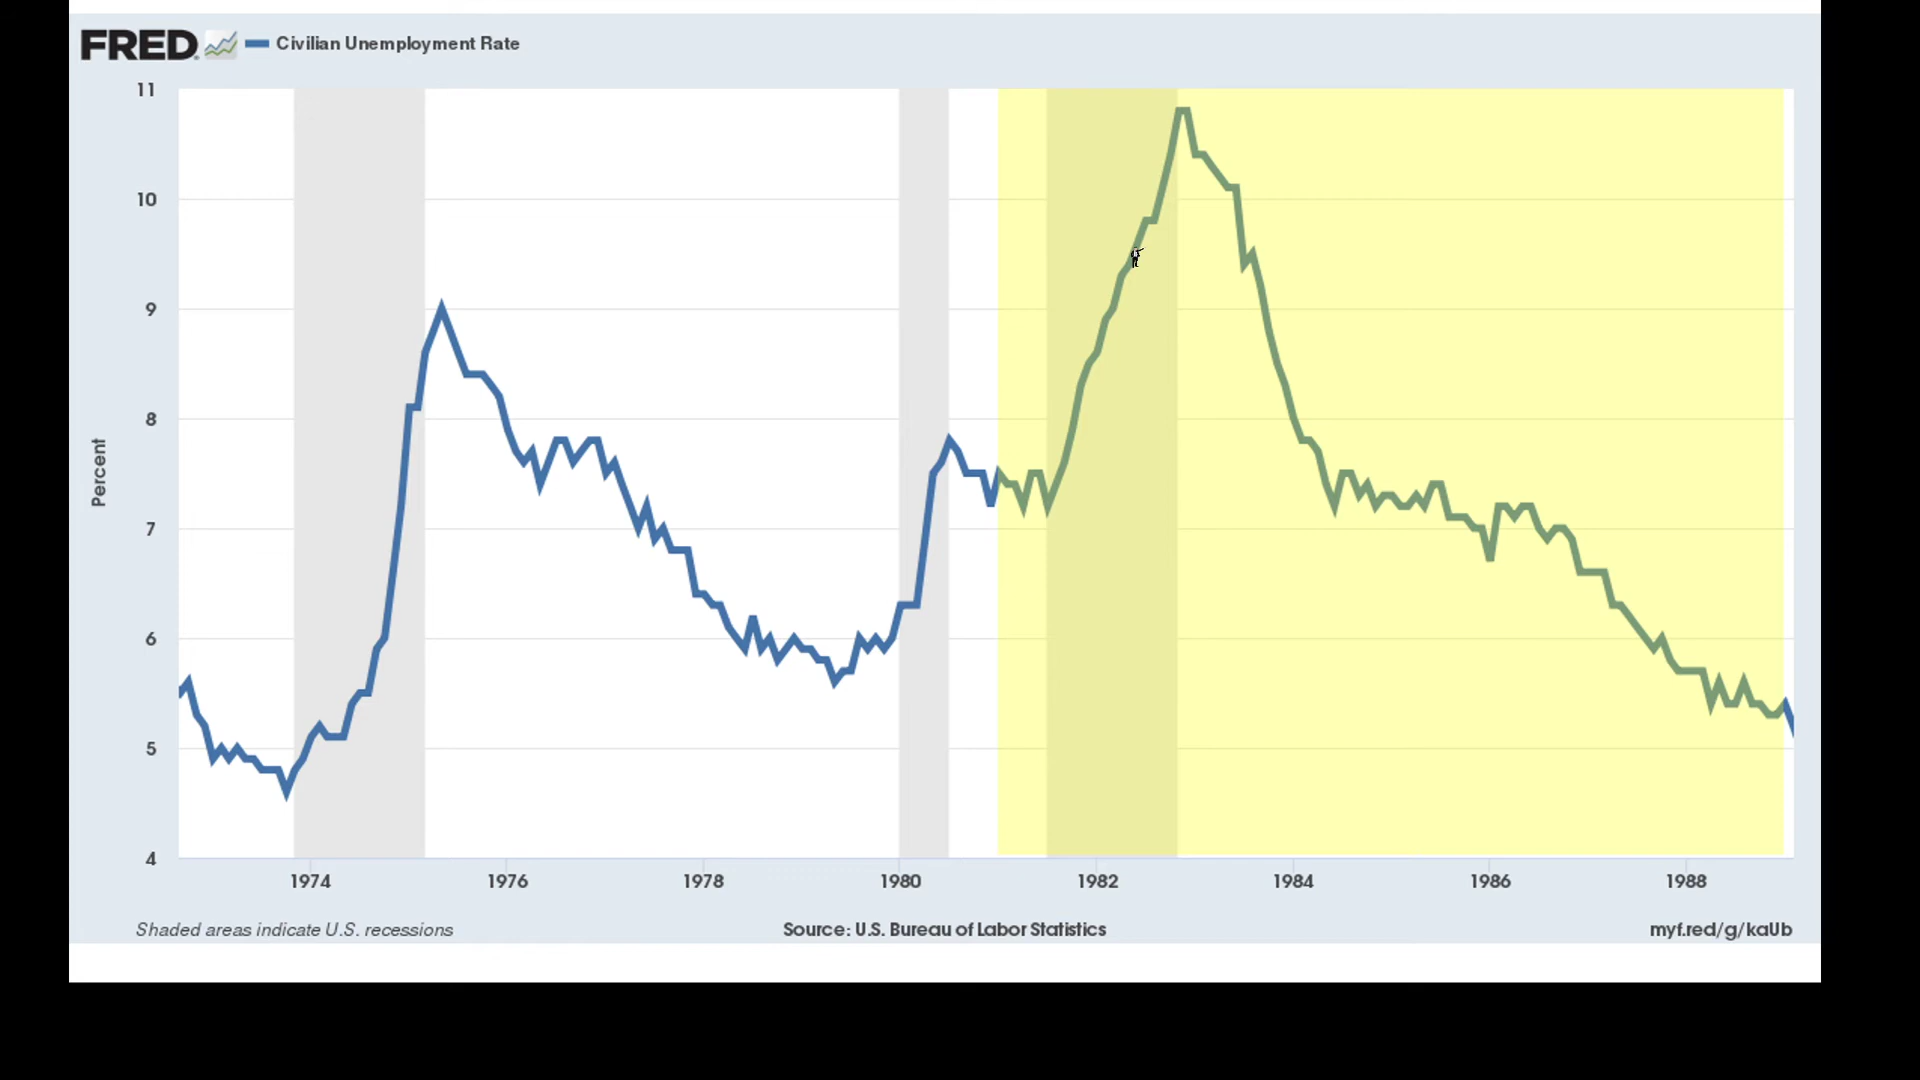 FRED Civilian Unemployment Rate
11
10
9
8
7
6
5
4
Percent
1974 1976 1978 1980 1982 1984 1986 1988
Shaded areas indicate U.S. recessions Source: U.S. Bureau of Labor Statistics myf.red/g/kaUb